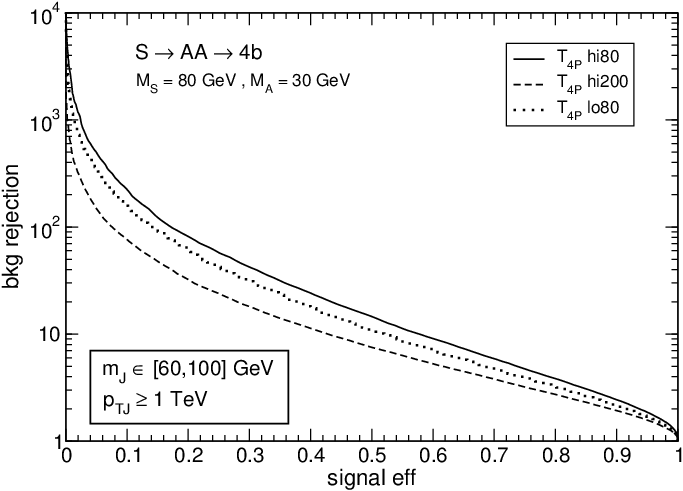 10^4
S → AA → 4b
M_S = 80 GeV , M_A = 30 GeV
T_4P hi80
T_4P hi200
T_4P lo80
10^3
bkg rejection
10^2
10
m_J ∈ [60,100] GeV
p_TJ ≥ 1 TeV
1
0 0.1 0.2 0.3 0.4 0.5 0.6 0.7 0.8 0.9 1
signal eff